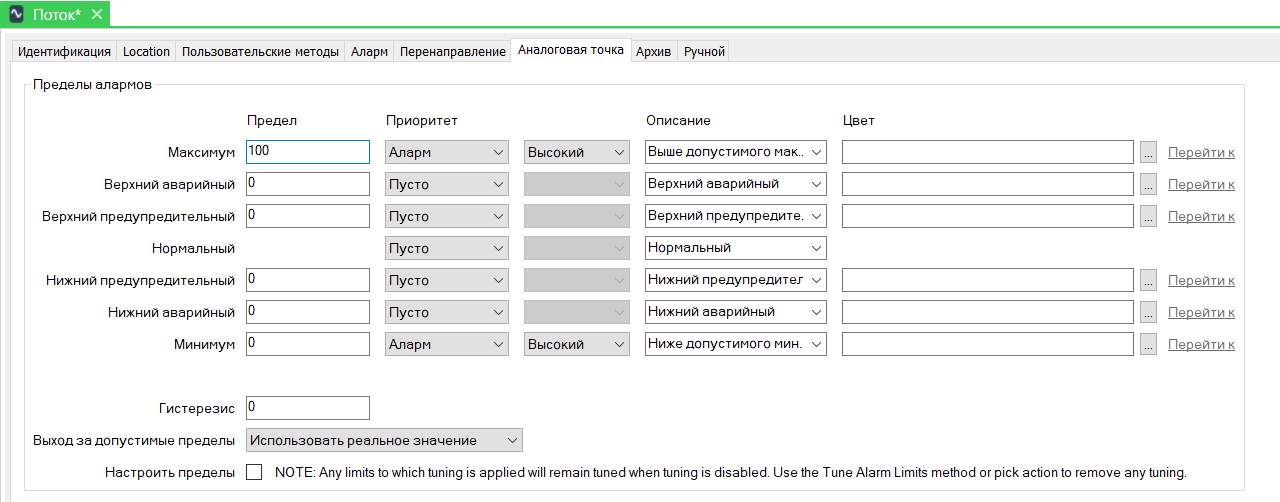 Поток*
Идентификация Location Пользовательские методы Аларм Перенаправление Аналоговая точка Архив Ручной
Пределы алармов
Предел Приоритет Описание Цвет
Максимум 100 Аларм Высокий Выше допустимого мак.. ... Перейти к
Верхний аварийный 0 Пусто Верхний аварийный ... Перейти к
Верхний предупредительный 0 Пусто Верхний предупредите. ... Перейти к
Нормальный Пусто Нормальный
Нижний предупредительный 0 Пусто Нижний предупредител ... Перейти к
Нижний аварийный 0 Пусто Нижний аварийный ... Перейти к
Минимум 0 Аларм Высокий Ниже допустимого мин. ... Перейти к
Гистерезис 0
Выход за допустимые пределы Использовать реальное значение
Настроить пределы NOTE: Any limits to which tuning is applied will remain tuned when tuning is disabled. Use the Tune Alarm Limits method or pick action to remove any tuning.